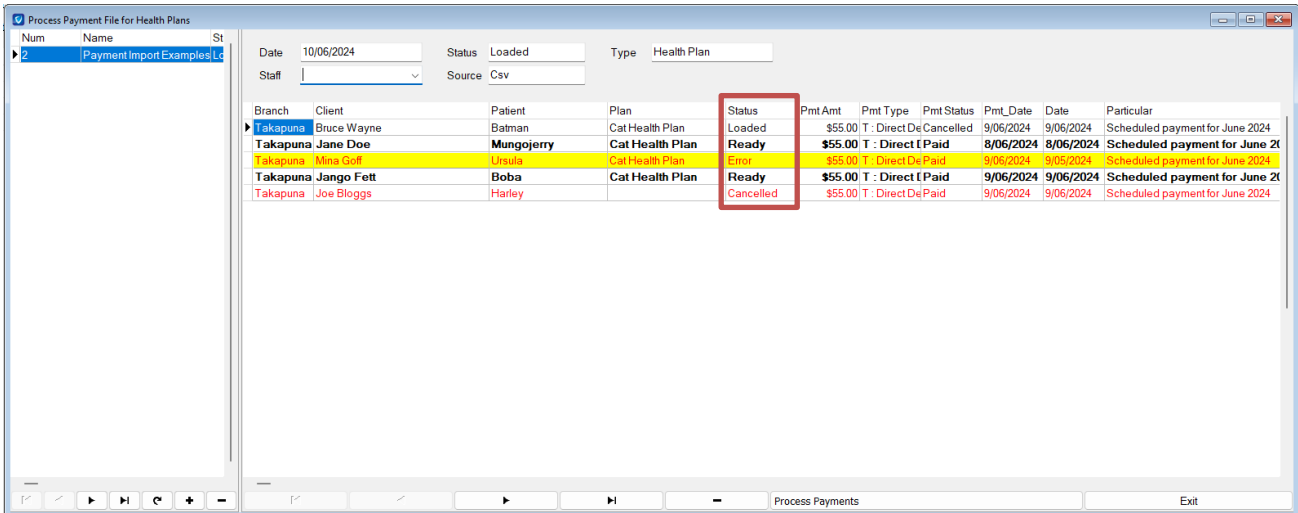 Process Payment File for Health Plans
Num Name St
2 Payment Import Examples Lo
Date 10/06/2024 Status Loaded Type Health Plan
Staff Source Csv
Branch Client Patient Plan Status Pmt Amt Pmt Type Pmt Status Pmt_Date Date Particular
Takapuna Bruce Wayne Batman Cat Health Plan Loaded $55.00 T : Direct De Cancelled 9/06/2024 9/06/2024 Scheduled payment for June 2024
Takapuna Jane Doe Mungojerry Cat Health Plan Ready $55.00 T : Direct D Paid 8/06/2024 8/06/2024 Scheduled payment for June 20
Takapuna Mina Goff Ursula Cat Health Plan Error $55.00 T : Direct De Paid 9/06/2024 9/05/2024 Scheduled payment for June 2024
Takapuna Jango Fett Boba Cat Health Plan Ready $55.00 T : Direct D Paid 9/06/2024 9/06/2024 Scheduled payment for June 20
Takapuna Joe Bloggs Harley Cancelled $55.00 T : Direct De Paid 9/06/2024 9/06/2024 Scheduled payment for June 2024
Process Payments Exit